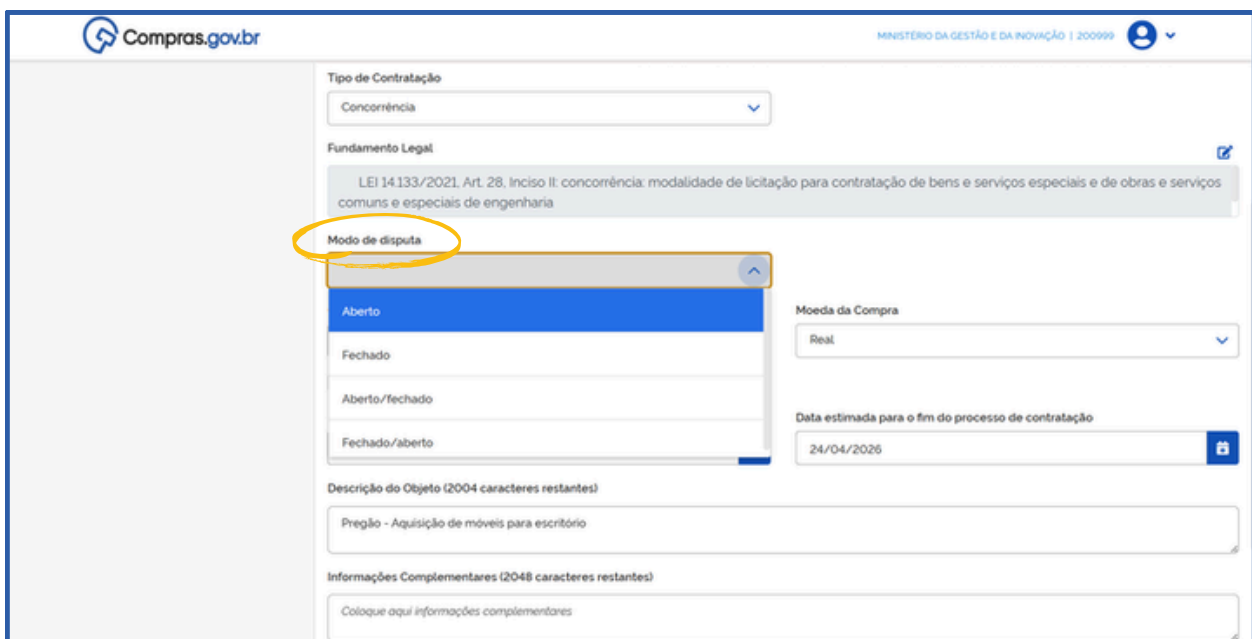 Compras.gov.br
MINISTÉRIO DA GESTÃO E DA INOVAÇÃO | 200999
Tipo de Contratação
Concorrência
Fundamento Legal
LEI 14.133/2021, Art. 28, Inciso II: concorrência: modalidade de licitação para contratação de bens e serviços especiais e de obras e serviços
comuns e especiais de engenharia
Modo de disputa
Aberto
Fechado
Aberto/fechado
Fechado/aberto
Moeda da Compra
Real
Data estimada para o fim do processo de contratação
24/04/2026
Descrição do Objeto (2004 caracteres restantes)
Pregão - Aquisição de móveis para escritório
Informações Complementares (2048 caracteres restantes)
Coloque aqui informações complementares